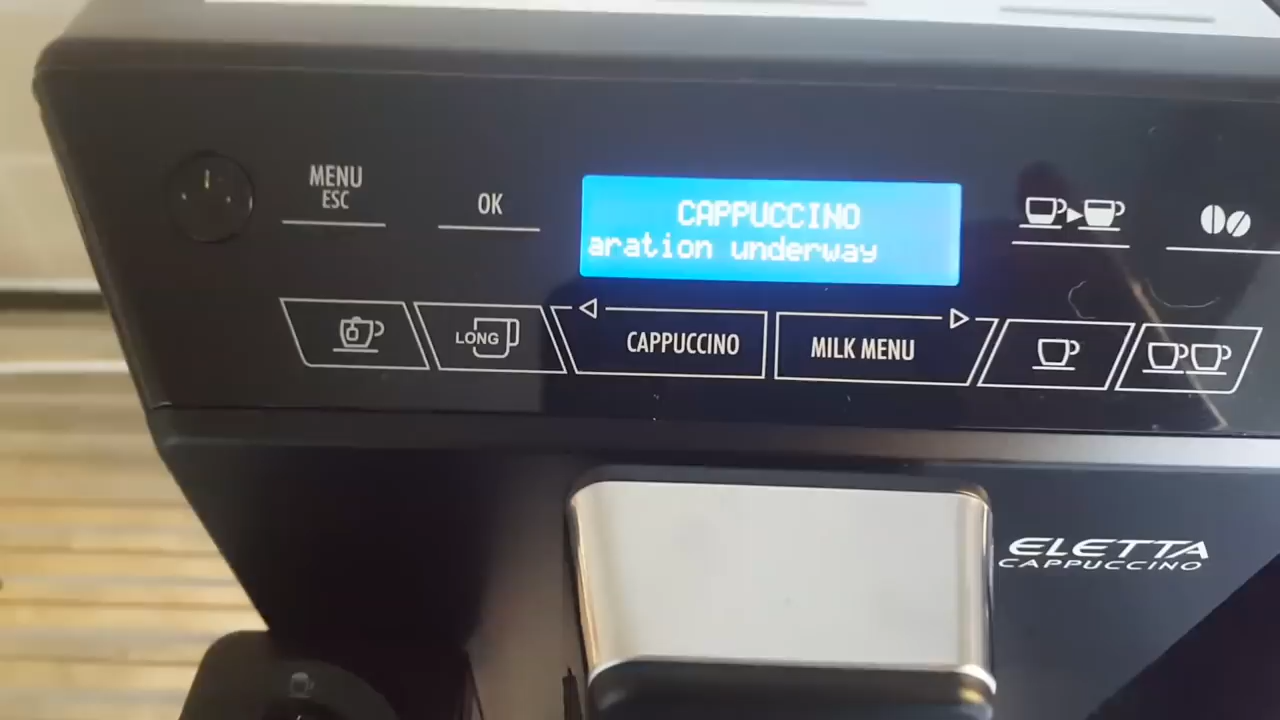 MENU
ESC
OK
CAPPUCCINO
aration underway
LONG
CAPPUCCINO
MILK MENU
ELETTA
CAPPUCCINO